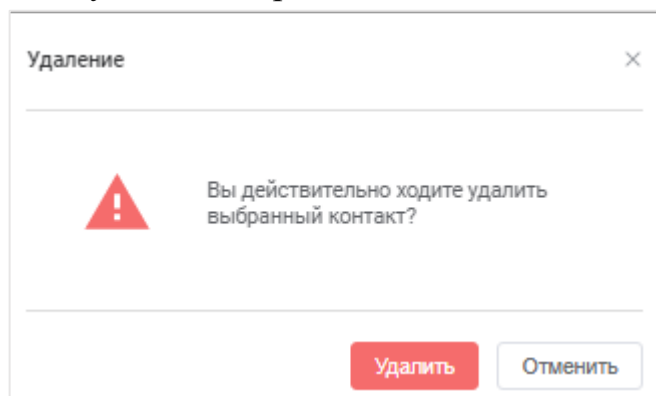 Удаление
Вы действительно ходите удалить
выбранный контакт?
Удалить
Отменить